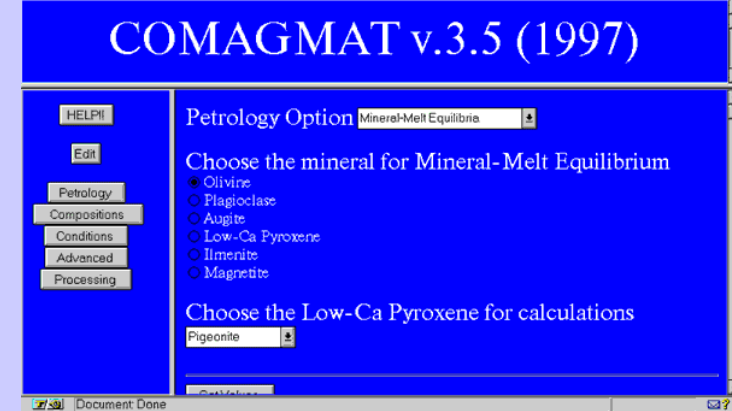 COMAGMAT v.3.5 (1997)
HELP!!
Edit
Petrology
Compositions
Conditions
Advanced
Processing
Petrology Option Mineral-Melt Equilibria
Choose the mineral for Mineral-Melt Equilibrium
Olivine
Plagioclase
Augite
Low-Ca Pyroxene
Ilmenite
Magnetite
Choose the Low-Ca Pyroxene for calculations
Pigeonite
Document: Done